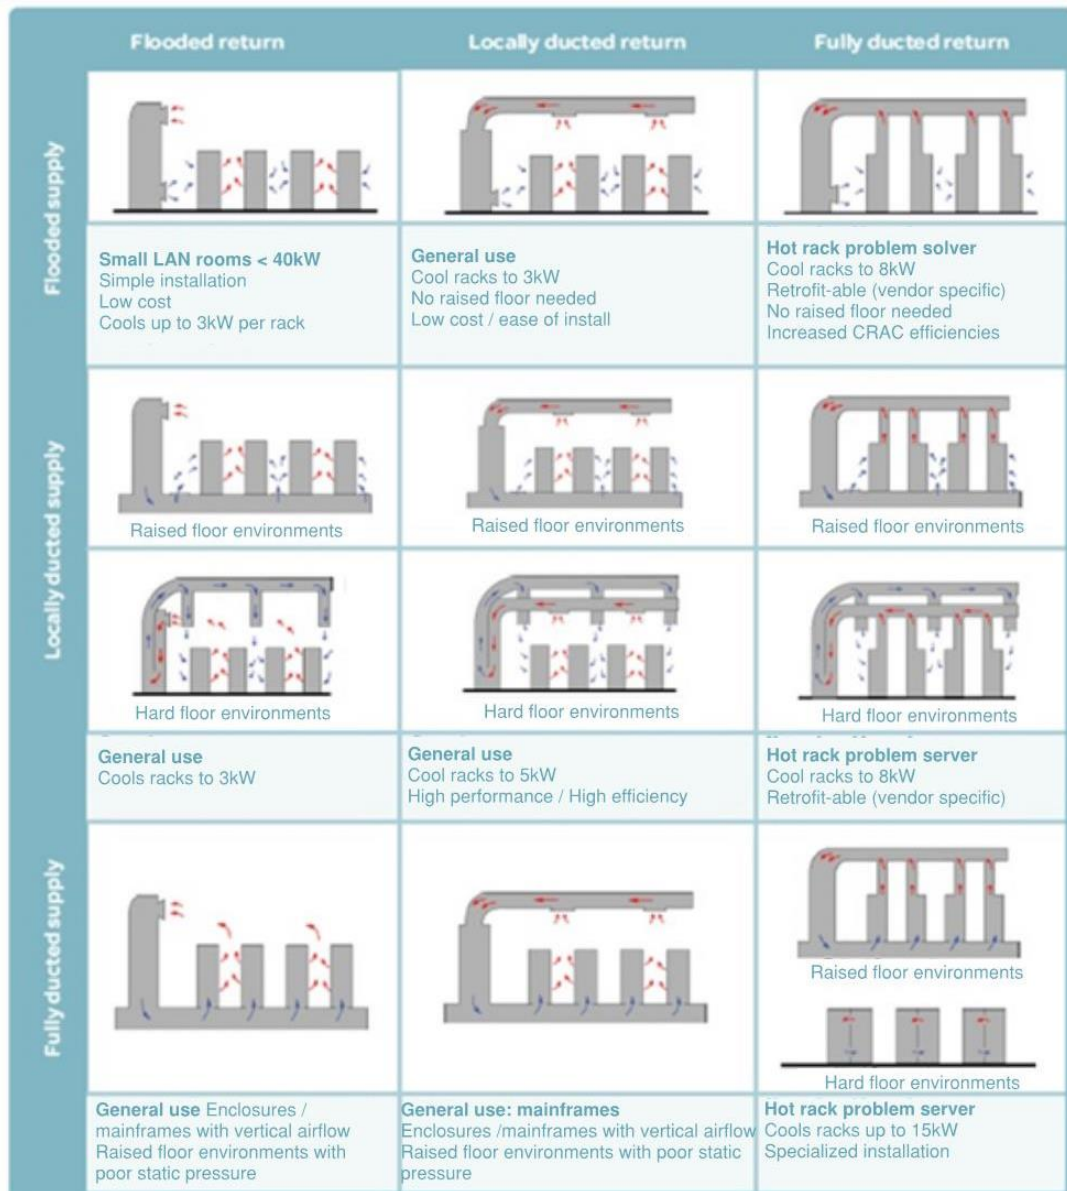 Flooded return
Locally ducted return
Fully ducted return
Flooded supply
Small LAN rooms < 40kW
Simple installation
Low cost
Cools up to 3kW per rack
General use
Cool racks to 3kW
No raised floor needed
Low cost / ease of install
Hot rack problem solver
Cool racks to 8kW
Retrofit-able (vendor specific)
No raised floor needed
Increased CRAC efficiencies
Locally ducted supply
Raised floor environments
Raised floor environments
Raised floor environments
Hard floor environments
Hard floor environments
Hard floor environments
General use
Cools racks to 3kW
General use
Cool racks to 5kW
High performance / High efficiency
Hot rack problem server
Cool racks to 8kW
Retrofit-able (vendor specific)
Fully ducted supply
Raised floor environments
Hard floor environments
General use Enclosures /
mainframes with vertical airflow
Raised floor environments with
poor static pressure
General use: mainframes
Enclosures /mainframes with vertical airflow
Raised floor environments with poor static
pressure
Hot rack problem server
Cools racks up to 15kW
Specialized installation